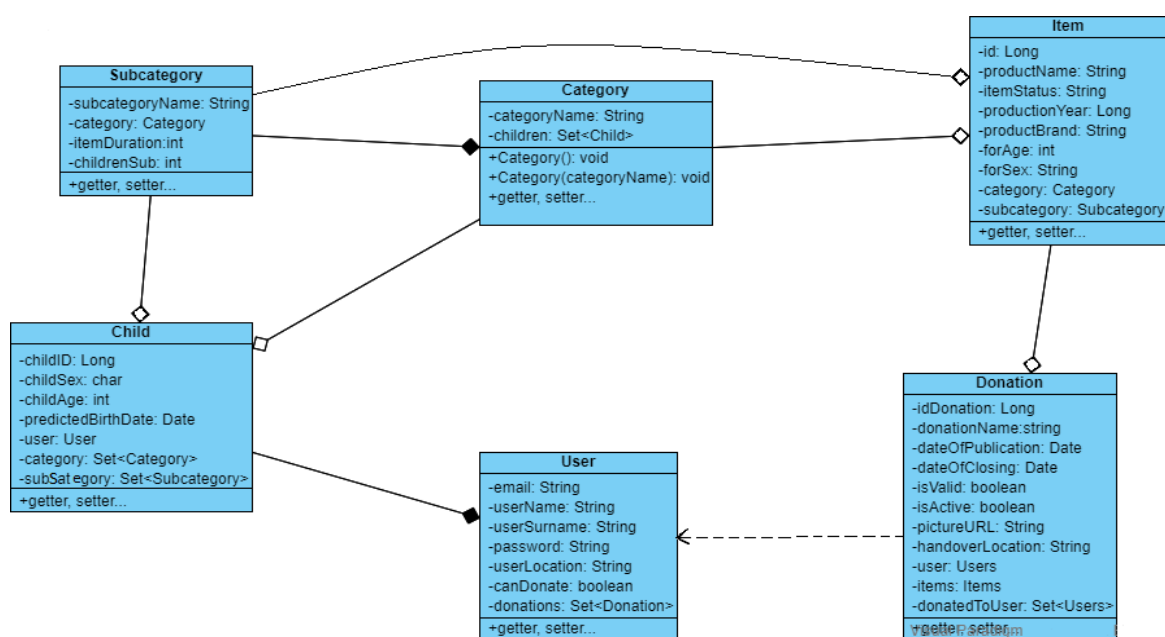 Subcategory
-subcategoryName: String
-category: Category
-itemDuration:int
-childrenSub: int
+getter, setter...
Category
-categoryName: String
-children: Set<Child>
+Category(): void
+Category(categoryName): void
+getter, setter...
Item
-id: Long
-productName: String
-itemStatus: String
-productionYear: Long
-productBrand: String
-forAge: int
-forSex: String
-category: Category
-subcategory: Subcategory
+getter, setter...
Child
-childID: Long
-childSex: char
-childAge: int
-predictedBirthDate: Date
-user: User
-category: Set<Category>
-subSategory: Set<Subcategory>
+getter, setter...
User
-email: String
-userName: String
-userSurname: String
-password: String
-userLocation: String
-canDonate: boolean
-donations: Set<Donation>
+getter, setter...
Donation
-idDonation: Long
-donationName:string
-dateOfPublication: Date
-dateOfClosing: Date
-isValid: boolean
-isActive: boolean
-pictureURL: String
-handoverLocation: String
-user: Users
-items: Items
-donatedToUser: Set<Users>
+getter, setter...